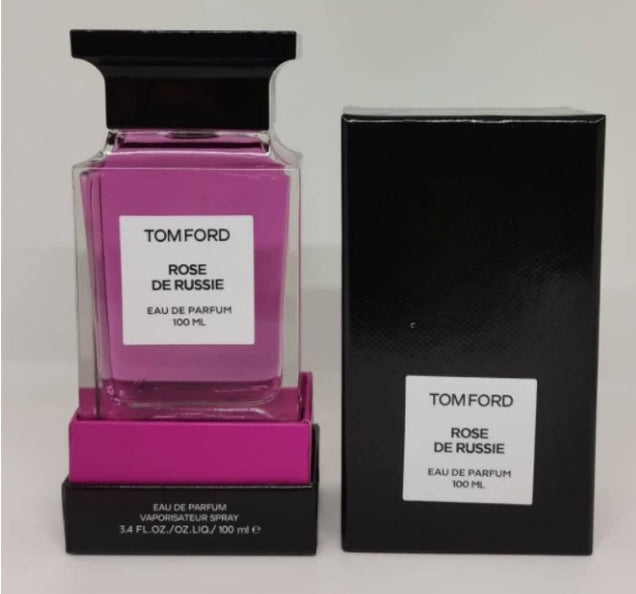 TOM FORD
ROSE
DE RUSSIE
EAU DE PARFUM
100 ML
EAU DE PARFUM
VAPORISATEUR SPRAY
3.4 FL.OZ./OZ.LIQ./ 100 ml ℮
TOM FORD
ROSE
DE RUSSIE
EAU DE PARFUM
100 ML